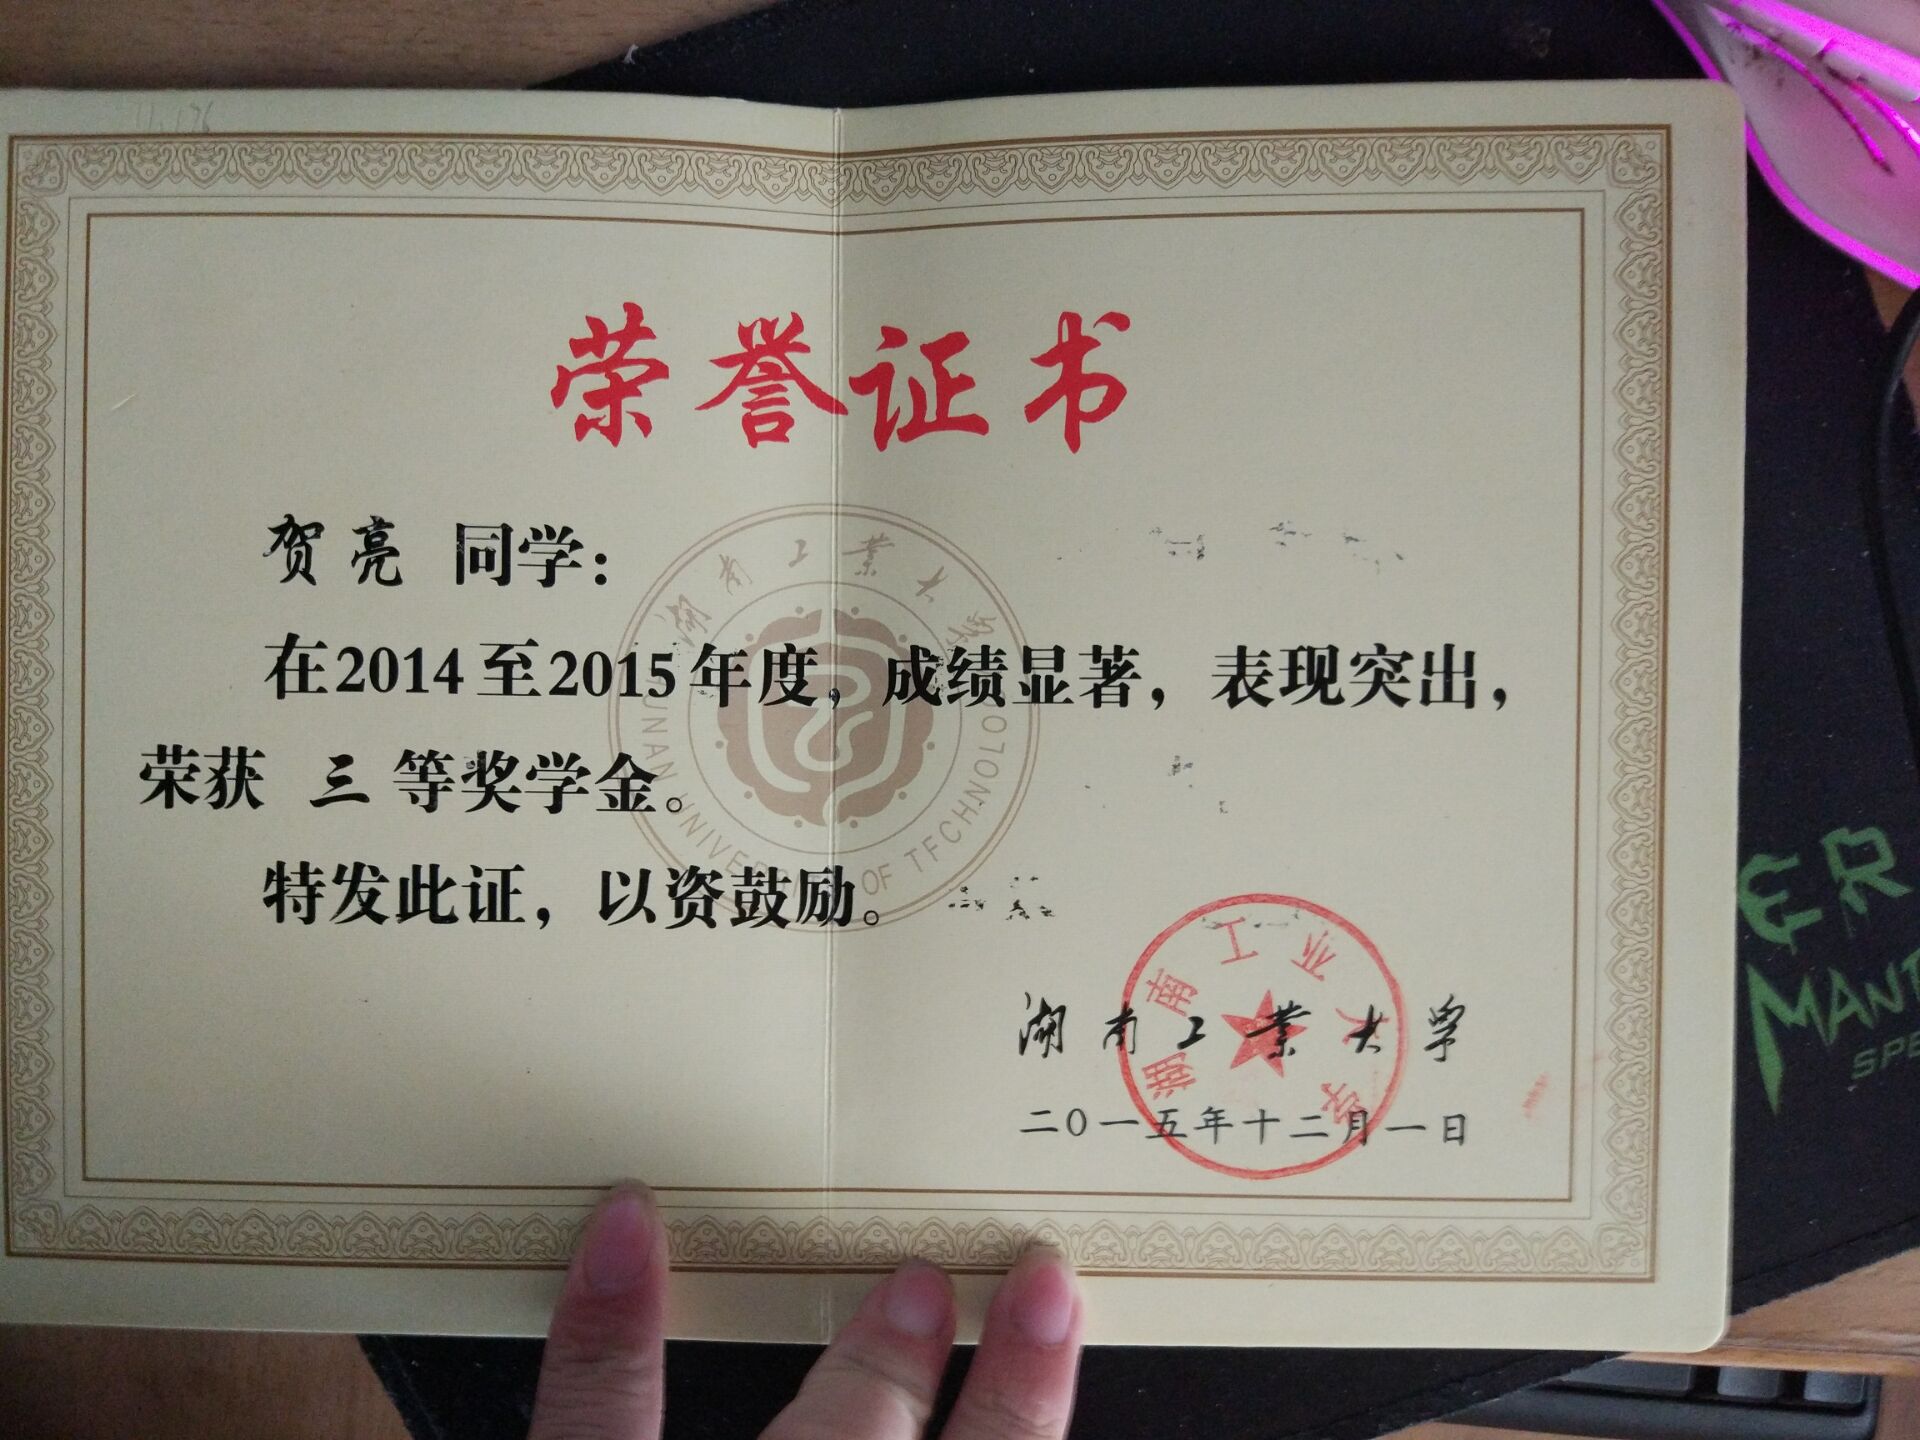 荣誉证书
贺亮 同学：
在2014至2015年度，成绩显著，表现突出，
荣获 三 等奖学金。
特发此证，以资鼓励。
湖南工业大学
二〇一五年十二月一日
湖南工业大学
HUNAN UNIVERSITY OF TECHNOLOGY
湖南工业大学
ER
MANT
SPE